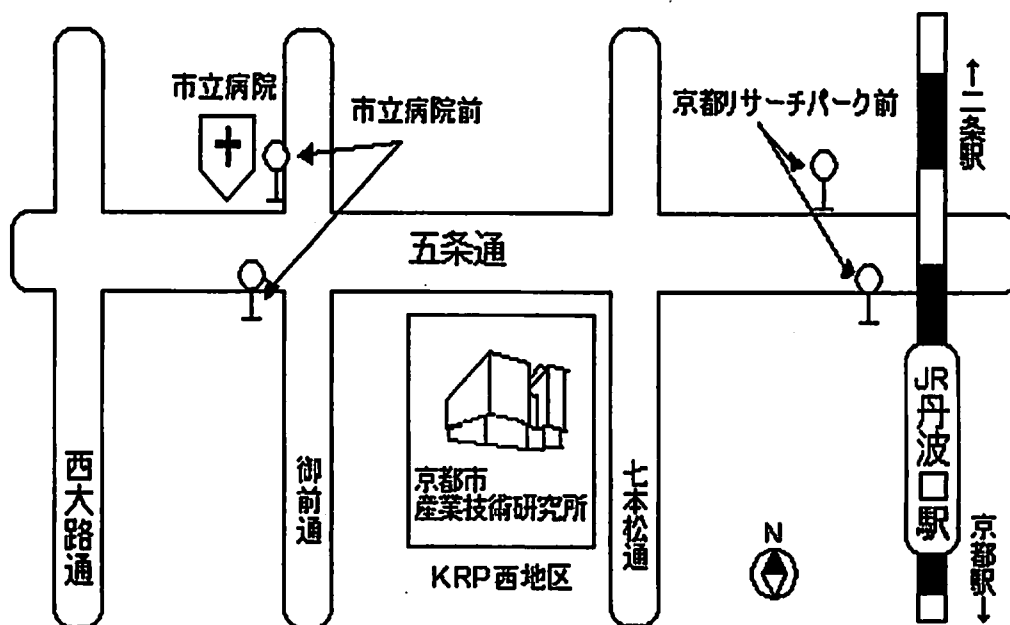 市立病院
市立病院前
京都リサーチパーク前
↑二条駅
五条通
JR丹波口駅
西大路通
御前通
京都市
産業技術研究所
七本松通
KRP西地区
N
京都駅↓